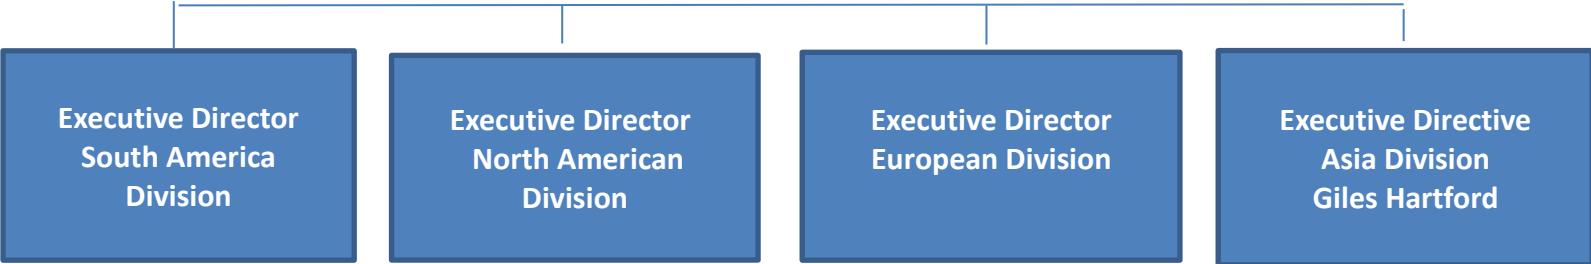 Executive Director
South America
Division
Executive Director
North American
Division
Executive Director
European Division
Executive Directive
Asia Division
Giles Hartford